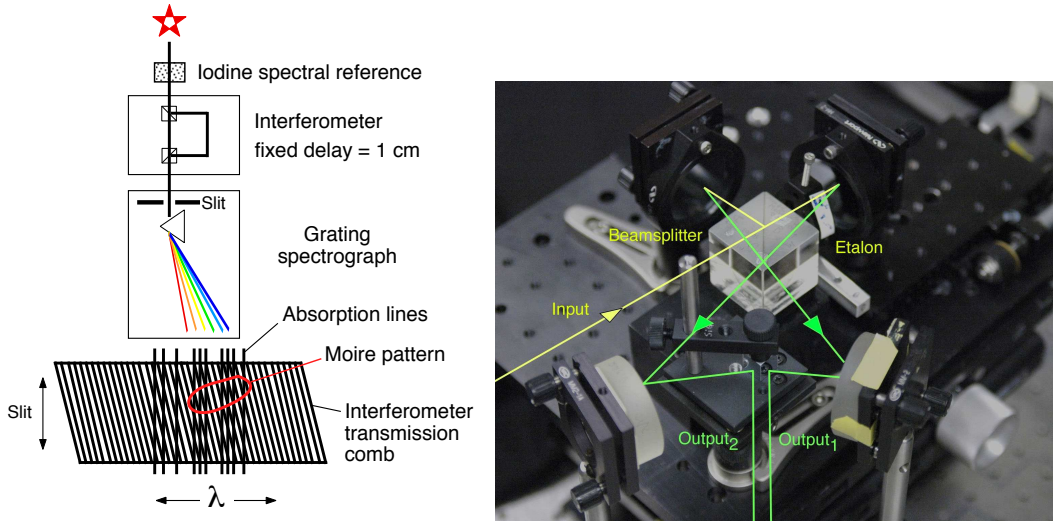 Iodine spectral reference
Interferometer
fixed delay = 1 cm
Slit
Grating
spectrograph
Absorption lines
Moire pattern
Slit
Interferometer
transmission
comb
λ
Beamsplitter
Etalon
Input
Output2
Output1